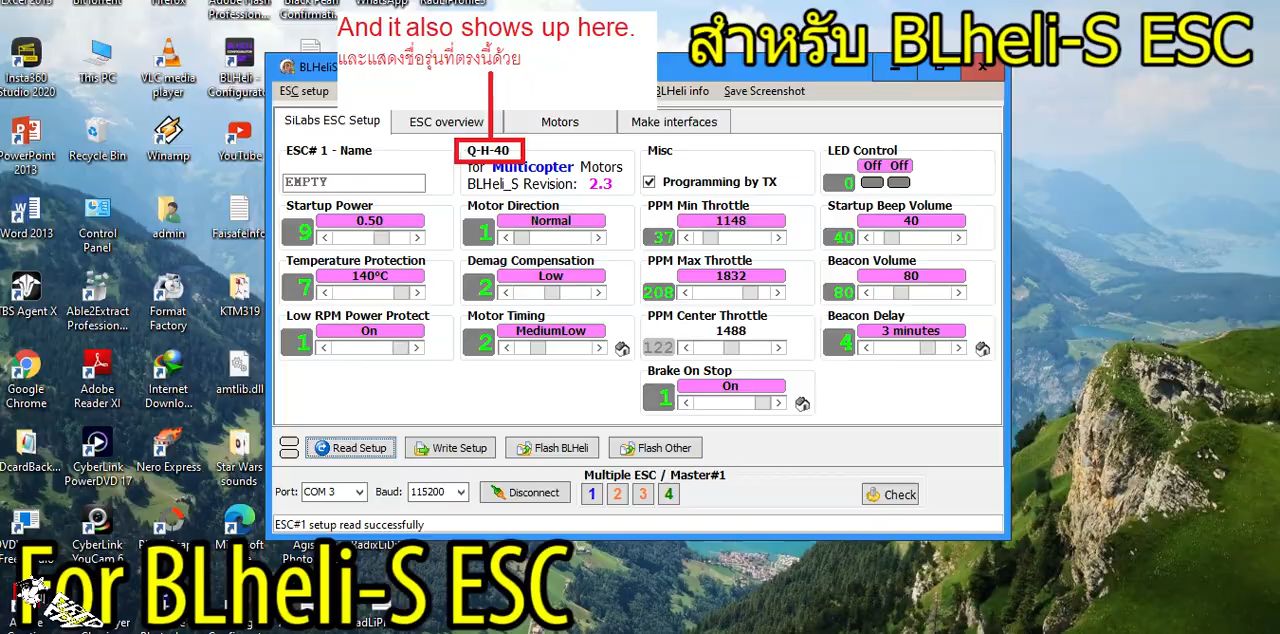 And it also shows up here.
และแสดงชื่อรุ่นที่ตรงนี้ด้วย
สำหรับ BLheli-S ESC
Excel 2013
BitTorrent
Firefox
Profession...
Confirmati...
Insta360 Studio 2020
This PC
VLC media player
BLHeli - Configurato
PowerPoint 2013
Recycle Bin
Winamp
YouTube
Word 2013
Control Panel
admin
FaisafeInfo
TBS Agent X
Able2Extract Profession...
Format Factory
KTM319
Google Chrome
Adobe Reader XI
Internet Downlo...
amtlib.dll
DcardBack...
CyberLink PowerDVD 17
Nero Express
Star Wars sounds
CyberLink YouCam 6
BLHeliS
ESC setup
BLHeli info
Save Screenshot
SiLabs ESC Setup
ESC overview
Motors
Make interfaces
ESC# 1 - Name
EMPTY
Q-H-40
for Multicopter Motors
BLHeli_S Revision: 2.3
Misc
Programming by TX
LED Control
Off Off
0
Startup Power
0.50
9
Motor Direction
Normal
1
PPM Min Throttle
1148
37
Startup Beep Volume
40
40
Temperature Protection
140°C
7
Demag Compensation
Low
2
PPM Max Throttle
1832
208
Beacon Volume
80
80
Low RPM Power Protect
On
1
Motor Timing
MediumLow
2
PPM Center Throttle
1488
122
Beacon Delay
3 minutes
4
Brake On Stop
On
1
Read Setup
Write Setup
Flash BLHeli
Flash Other
Multiple ESC / Master#1
Port: COM 3
Baud: 115200
Disconnect
1 2 3 4
Check
ESC#1 setup read successfully
For BLheli-S ESC